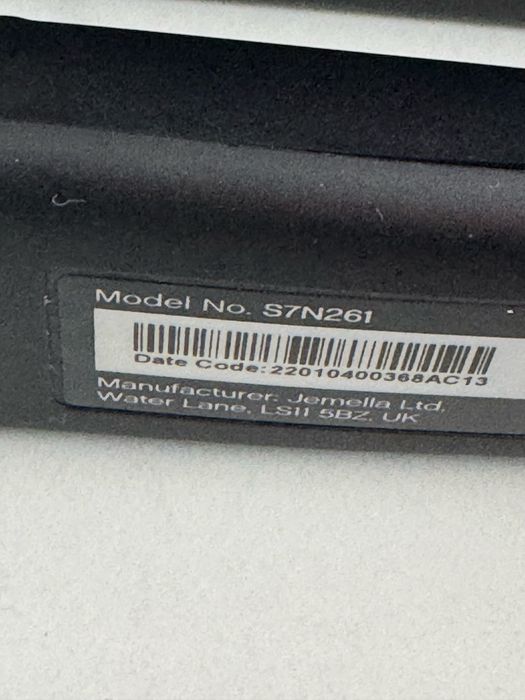 Model No. S7N261
Date Code:22010400368AC13
Manufacturer: Jemella Ltd,
Water Lane, LS11 5BZ, UK